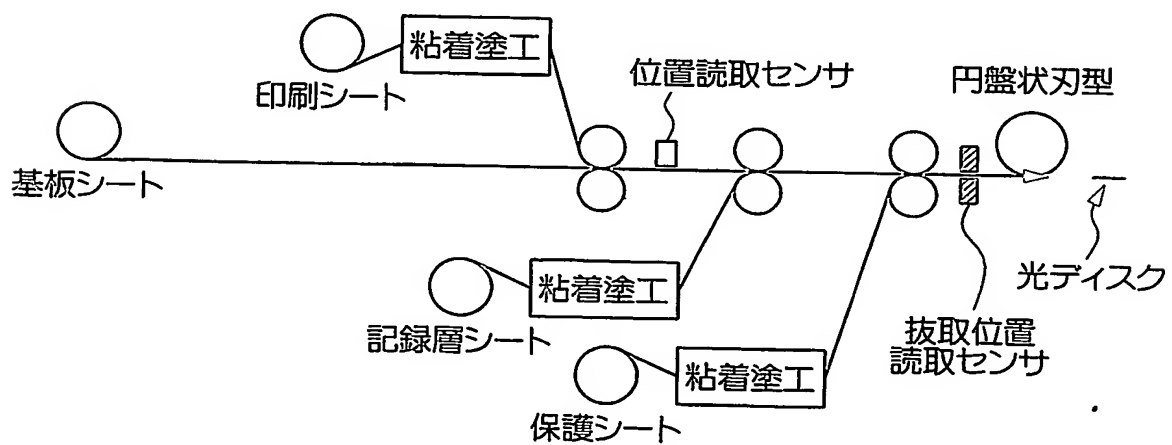 粘着塗工
印刷シート
位置読取センサ
円盤状刃型
基板シート
粘着塗工
記録層シート
光ディスク
抜取位置
読取センサ
粘着塗工
保護シート